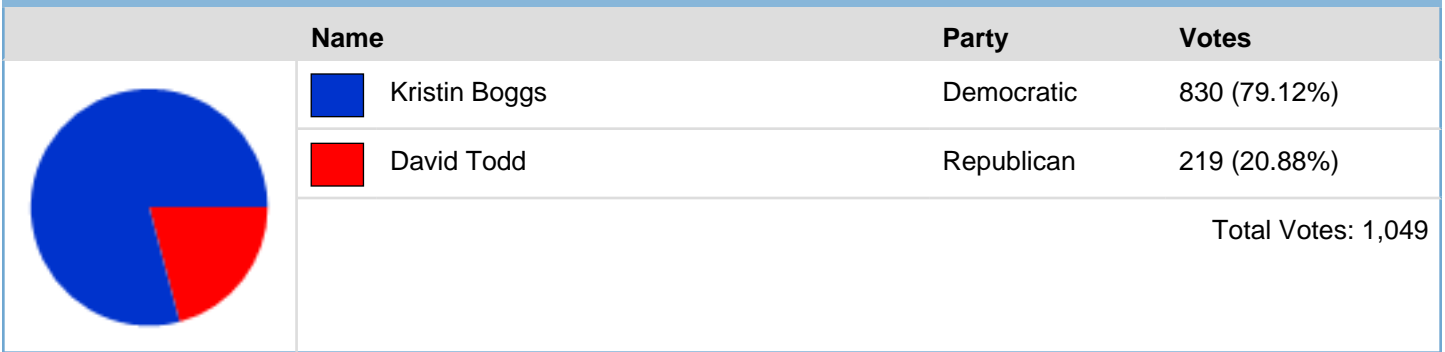 Name Party Votes
Kristin Boggs Democratic 830 (79.12%)
David Todd Republican 219 (20.88%)
Total Votes: 1,049